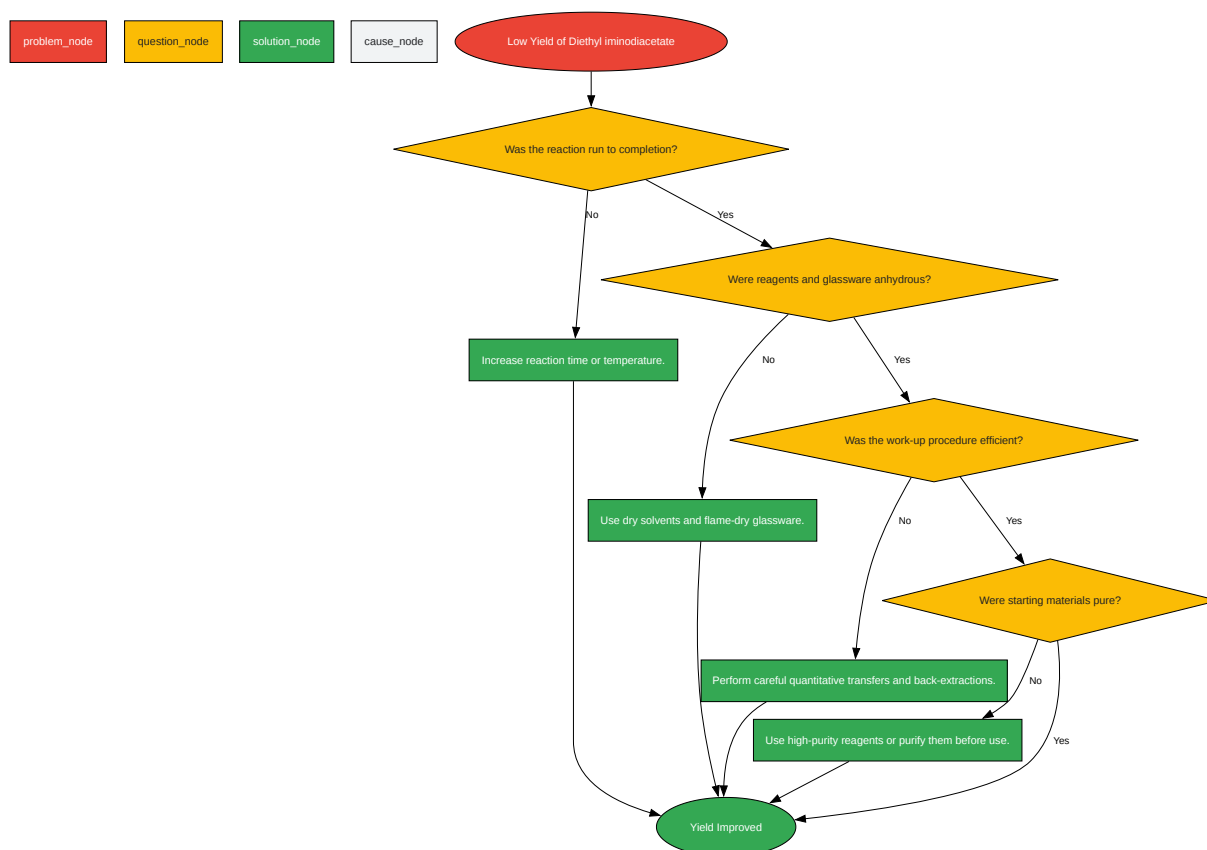 problem_node
question_node
solution_node
cause_node
Low Yield of Diethyl iminodiacetate
Was the reaction run to completion?
No
Yes
Were reagents and glassware anhydrous?
Increase reaction time or temperature.
No
Yes
Was the work-up procedure efficient?
Use dry solvents and flame-dry glassware.
No
Yes
Were starting materials pure?
Perform careful quantitative transfers and back-extractions.
No
Use high-purity reagents or purify them before use.
Yes
Yield Improved